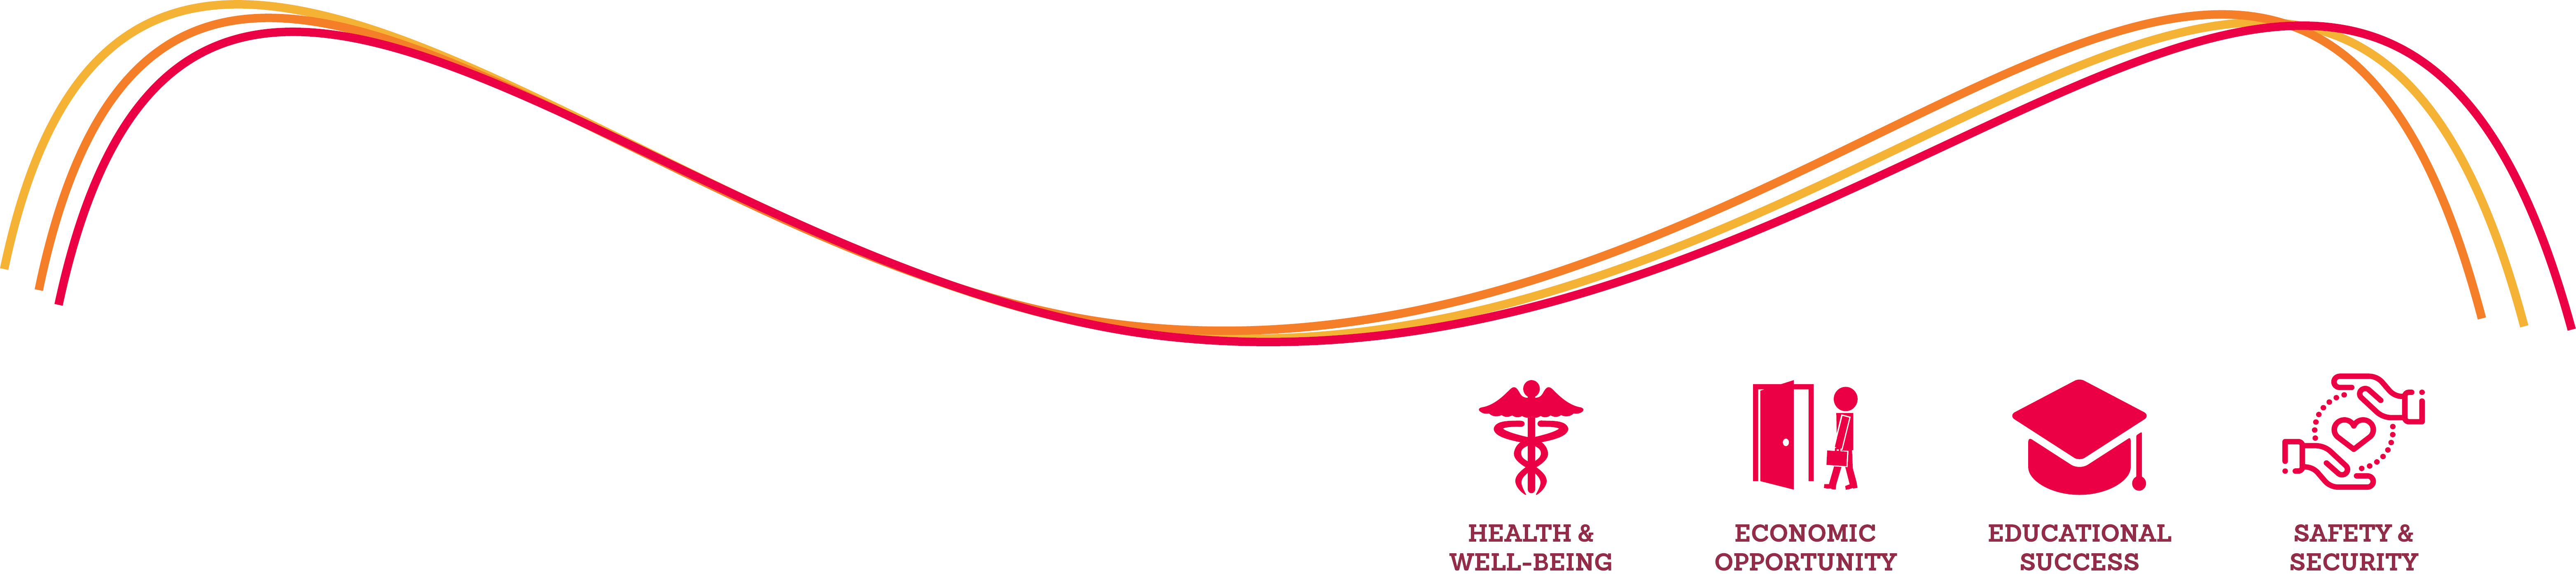 HEALTH &
WELL-BEING
ECONOMIC
OPPORTUNITY
EDUCATIONAL
SUCCESS
SAFETY &
SECURITY